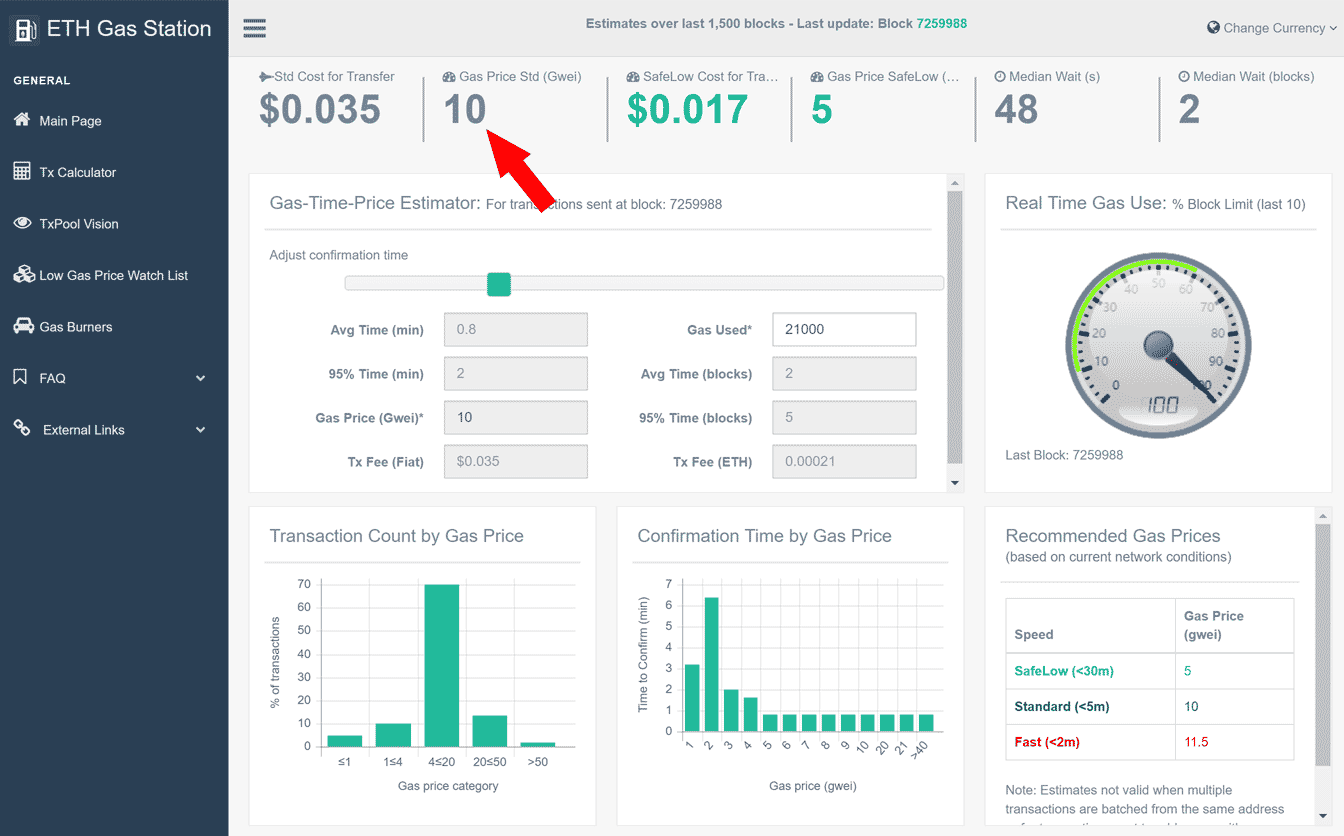 ETH Gas Station
GENERAL
Main Page
Tx Calculator
TxPool Vision
Low Gas Price Watch List
Gas Burners
FAQ
External Links
Estimates over last 1,500 blocks - Last update: Block 7259988
Change Currency
Std Cost for Transfer
$0.035
Gas Price Std (Gwei)
10
SafeLow Cost for Tra...
$0.017
Gas Price SafeLow (...
5
Median Wait (s)
48
Median Wait (blocks)
2
Gas-Time-Price Estimator: For transactions sent at block: 7259988
Adjust confirmation time
Avg Time (min) 0.8 Gas Used* 21000
95% Time (min) 2 Avg Time (blocks) 2
Gas Price (Gwei)* 10 95% Time (blocks) 5
Tx Fee (Fiat) $0.035 Tx Fee (ETH) 0.00021
Real Time Gas Use: % Block Limit (last 10)
0 10 20 30 40 50 60 70 80 90 100
100
Last Block: 7259988
Transaction Count by Gas Price
% of transactions
70
60
50
40
30
20
10
0
≤1 1≤4 4≤20 20≤50 >50
Gas price category
Confirmation Time by Gas Price
Time to Confirm (min)
7
6
5
4
3
2
1
0
1 2 3 4 5 6 7 8 9 10 20 21 >40
Gas price (gwei)
Recommended Gas Prices
(based on current network conditions)
Speed Gas Price
(gwei)
SafeLow (<30m) 5
Standard (<5m) 10
Fast (<2m) 11.5
Note: Estimates not valid when multiple
transactions are batched from the same address